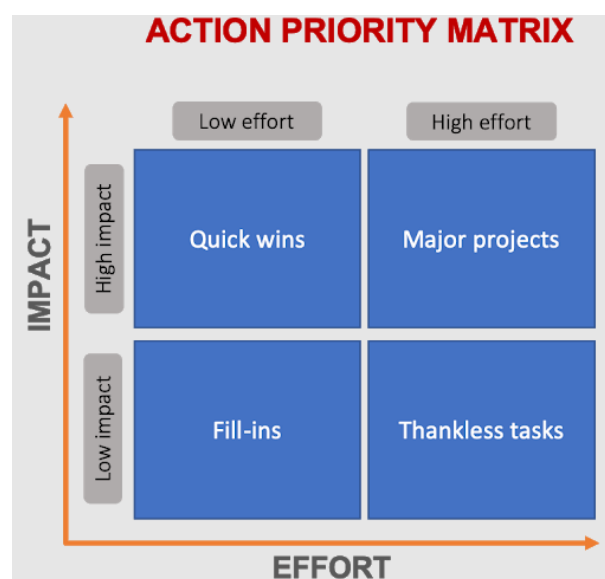 ACTION PRIORITY MATRIX
Low effort
High effort
IMPACT
High impact
Quick wins
Major projects
Low impact
Fill-ins
Thankless tasks
EFFORT